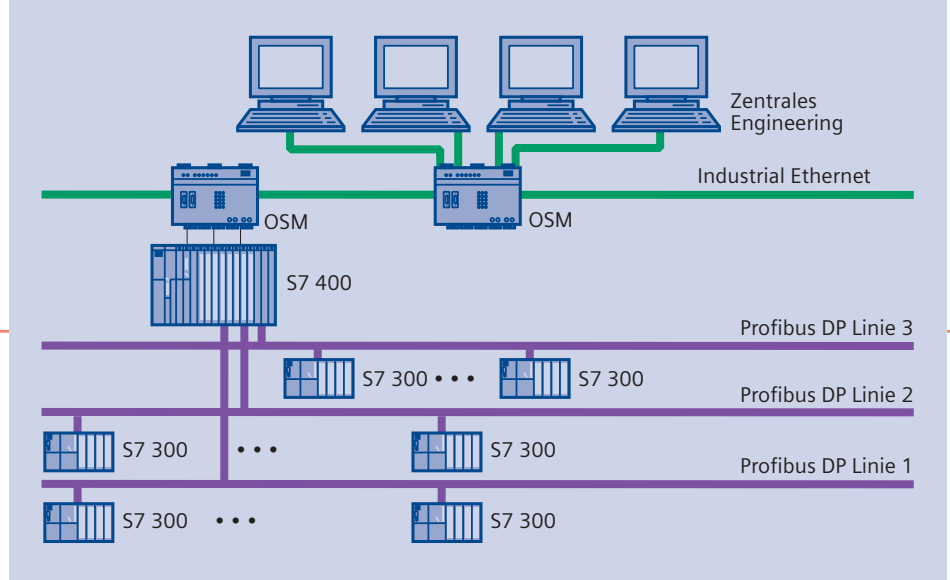 Zentrales
Engineering
Industrial Ethernet
OSM
OSM
S7 400
Profibus DP Linie 3
S7 300 • • • S7 300
Profibus DP Linie 2
S7 300 • • • S7 300
Profibus DP Linie 1
S7 300 • • • S7 300